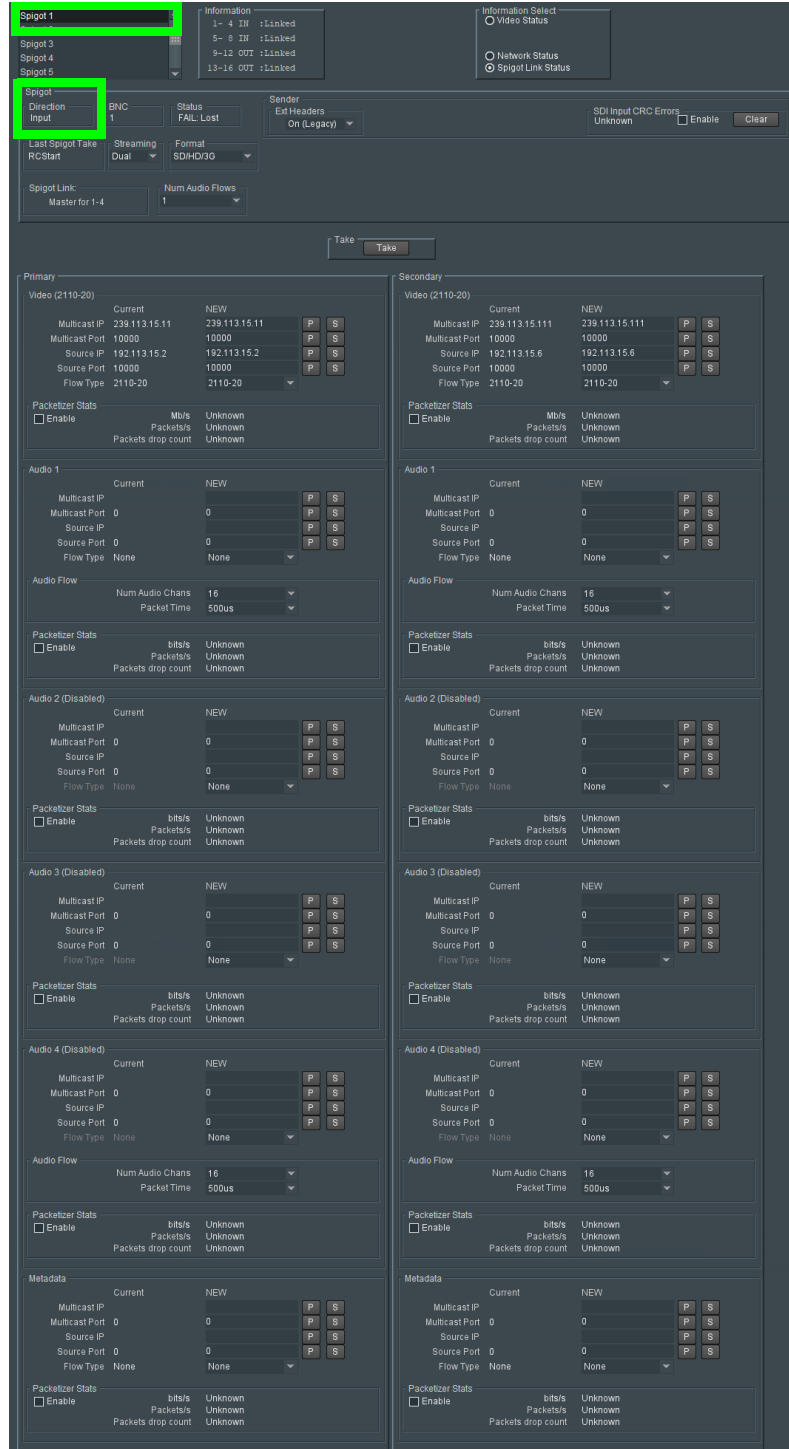 Spigot 1
Spigot 3
Spigot 4
Spigot 5
Information
1- 4 IN :Linked
5- 8 IN :Linked
9-12 OUT :Linked
13-16 OUT :Linked
Information Select
Video Status
Network Status
Spigot Link Status
Spigot
Direction
Input
BNC
1
Status
FAIL: Lost
Sender
Ext Headers
On (Legacy)
SDI Input CRC Errors
Unknown Enable Clear
Last Spigot Take
RCStart
Streaming
Dual
Format
SD/HD/3G
Spigot Link:
Master for 1-4
Num Audio Flows
1
Take
Take
Primary
Video (2110-20)
Current NEW
Multicast IP 239.113.15.11 239.113.15.11 P S
Multicast Port 10000 10000 P S
Source IP 192.113.15.2 192.113.15.2 P S
Source Port 10000 10000 P S
Flow Type 2110-20 2110-20
Packetizer Stats
Enable Mb/s Unknown
Packets/s Unknown
Packets drop count Unknown
Audio 1
Current NEW
Multicast IP P S
Multicast Port 0 0 P S
Source IP P S
Source Port 0 0 P S
Flow Type None None
Audio Flow
Num Audio Chans 16
Packet Time 500us
Packetizer Stats
Enable bits/s Unknown
Packets/s Unknown
Packets drop count Unknown
Audio 2 (Disabled)
Current NEW
Multicast IP P S
Multicast Port 0 0 P S
Source IP P S
Source Port 0 0 P S
Flow Type None None
Packetizer Stats
Enable bits/s Unknown
Packets/s Unknown
Packets drop count Unknown
Audio 3 (Disabled)
Current NEW
Multicast IP P S
Multicast Port 0 0 P S
Source IP P S
Source Port 0 0 P S
Flow Type None None
Packetizer Stats
Enable bits/s Unknown
Packets/s Unknown
Packets drop count Unknown
Audio 4 (Disabled)
Current NEW
Multicast IP P S
Multicast Port 0 0 P S
Source IP P S
Source Port 0 0 P S
Flow Type None None
Audio Flow
Num Audio Chans 16
Packet Time 500us
Packetizer Stats
Enable bits/s Unknown
Packets/s Unknown
Packets drop count Unknown
Metadata
Current NEW
Multicast IP P S
Multicast Port 0 0 P S
Source IP P S
Source Port 0 0 P S
Flow Type None None
Packetizer Stats
Enable bits/s Unknown
Packets/s Unknown
Packets drop count Unknown
Secondary
Video (2110-20)
Current NEW
Multicast IP 239.113.15.111 239.113.15.111 P S
Multicast Port 10000 10000 P S
Source IP 192.113.15.6 192.113.15.6 P S
Source Port 10000 10000 P S
Flow Type 2110-20 2110-20
Packetizer Stats
Enable Mb/s Unknown
Packets/s Unknown
Packets drop count Unknown
Audio 1
Current NEW
Multicast IP P S
Multicast Port 0 0 P S
Source IP P S
Source Port 0 0 P S
Flow Type None None
Audio Flow
Num Audio Chans 16
Packet Time 500us
Packetizer Stats
Enable bits/s Unknown
Packets/s Unknown
Packets drop count Unknown
Audio 2 (Disabled)
Current NEW
Multicast IP P S
Multicast Port 0 0 P S
Source IP P S
Source Port 0 0 P S
Flow Type None None
Packetizer Stats
Enable bits/s Unknown
Packets/s Unknown
Packets drop count Unknown
Audio 3 (Disabled)
Current NEW
Multicast IP P S
Multicast Port 0 0 P S
Source IP P S
Source Port 0 0 P S
Flow Type None None
Packetizer Stats
Enable bits/s Unknown
Packets/s Unknown
Packets drop count Unknown
Audio 4 (Disabled)
Current NEW
Multicast IP P S
Multicast Port 0 0 P S
Source IP P S
Source Port 0 0 P S
Flow Type None None
Audio Flow
Num Audio Chans 16
Packet Time 500us
Packetizer Stats
Enable bits/s Unknown
Packets/s Unknown
Packets drop count Unknown
Metadata
Current NEW
Multicast IP P S
Multicast Port 0 0 P S
Source IP P S
Source Port 0 0 P S
Flow Type None None
Packetizer Stats
Enable bits/s Unknown
Packets/s Unknown
Packets drop count Unknown